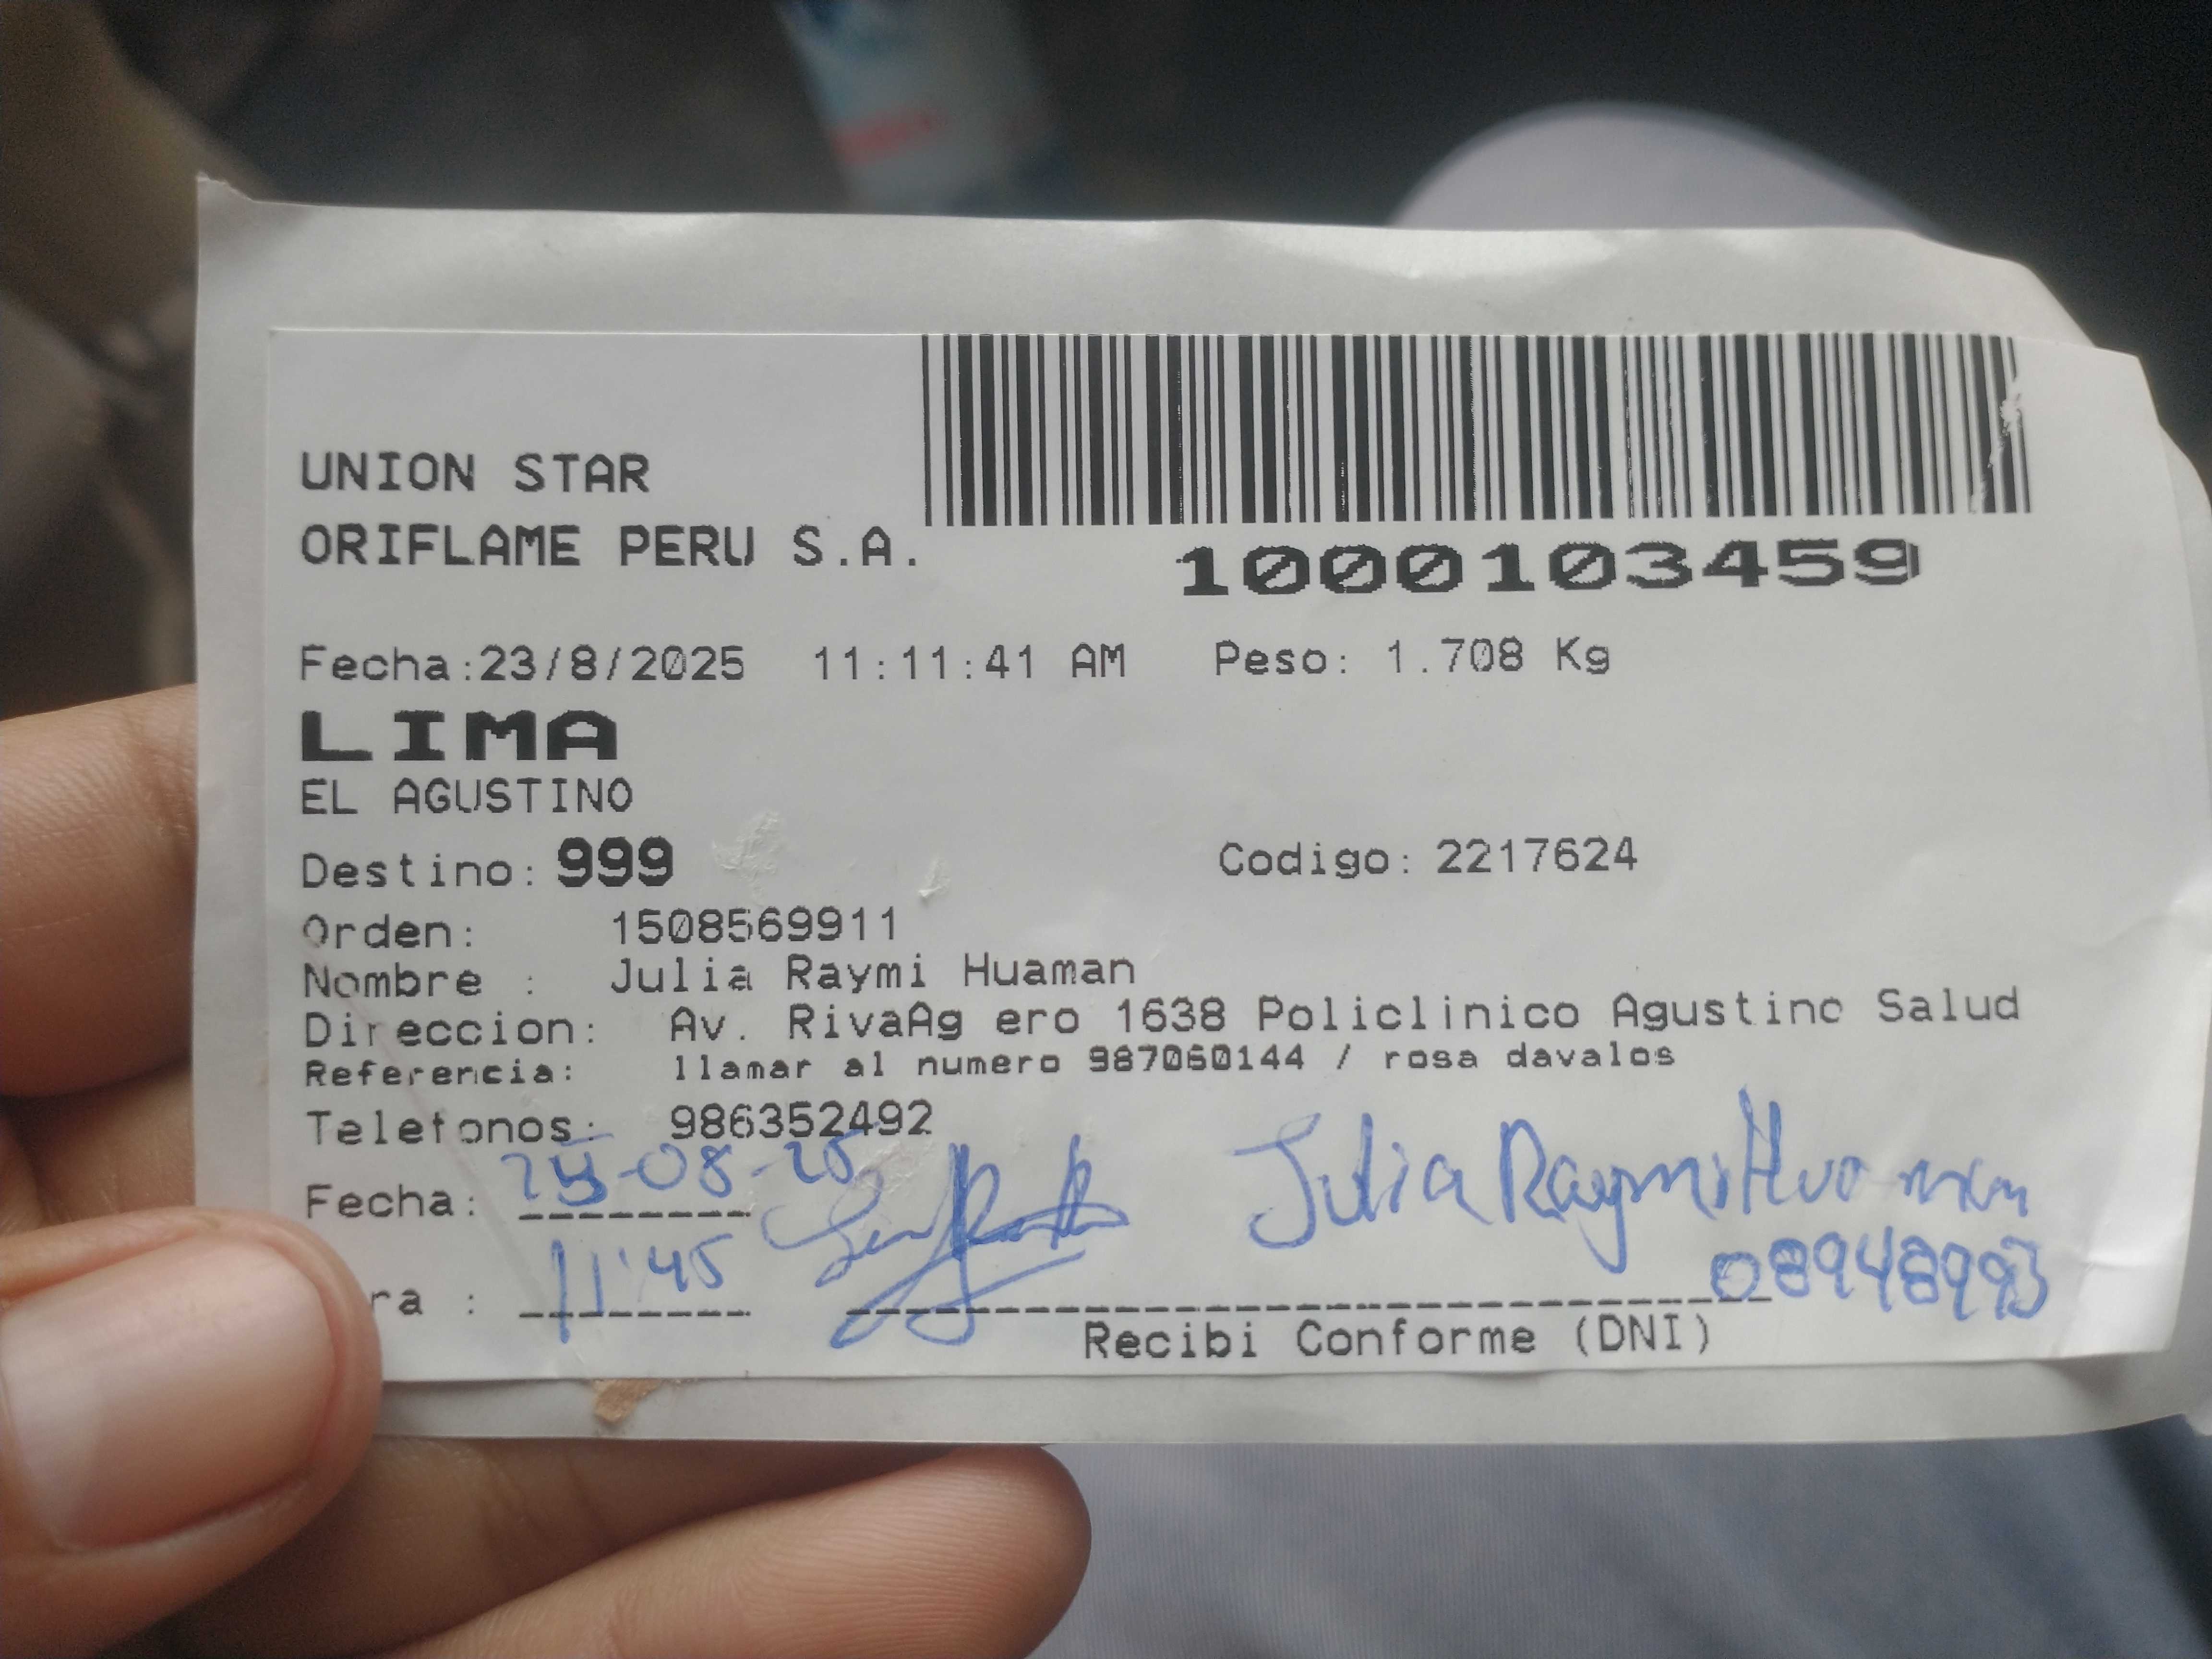 UNION STAR
ORIFLAME PERU S.A.
1000103459
Fecha:23/8/2025 11:11:41 AM Peso: 1.708 Kg
LIMA
EL AGUSTINO
Destino: 999 Codigo: 2217624
Orden: 1508569911
Nombre : Julia Raymi Huaman
Direccion: Av. RivaAg ero 1638 Policlinico Agustino Salud
Referencia: llamar al numero 987060144 / rosa davalos
Telefonos: 986352492
Fecha: -08-25 Julia Raymi Huaman
ra : 11:45 08948993
Recibi Conforme (DNI)